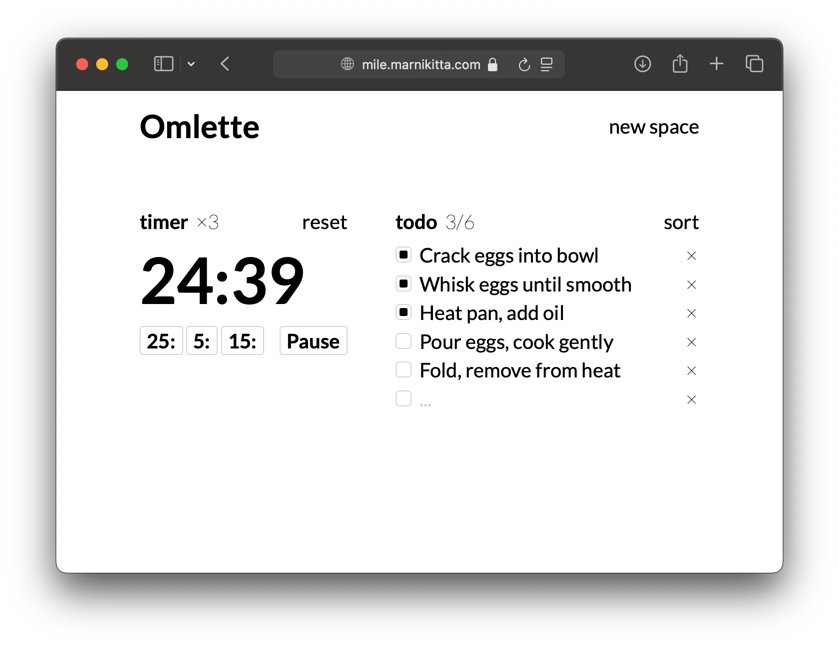 mile.marnikitta.com
Omlette
new space
timer ×3
reset
24:39
25: 5: 15: Pause
todo 3/6
sort
Crack eggs into bowl
Whisk eggs until smooth
Heat pan, add oil
Pour eggs, cook gently
Fold, remove from heat
...